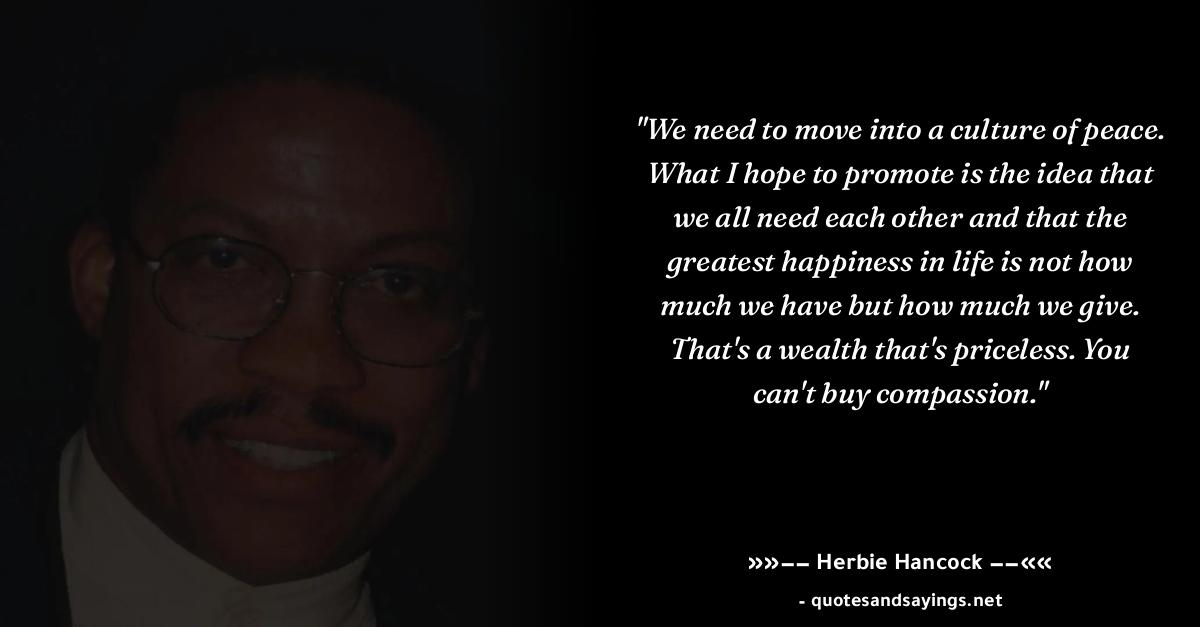 "We need to move into a culture of peace.
What I hope to promote is the idea that
we all need each other and that the
greatest happiness in life is not how
much we have but how much we give.
That's a wealth that's priceless. You
can't buy compassion."
»»–– Herbie Hancock ––««
- quotesandsayings.net